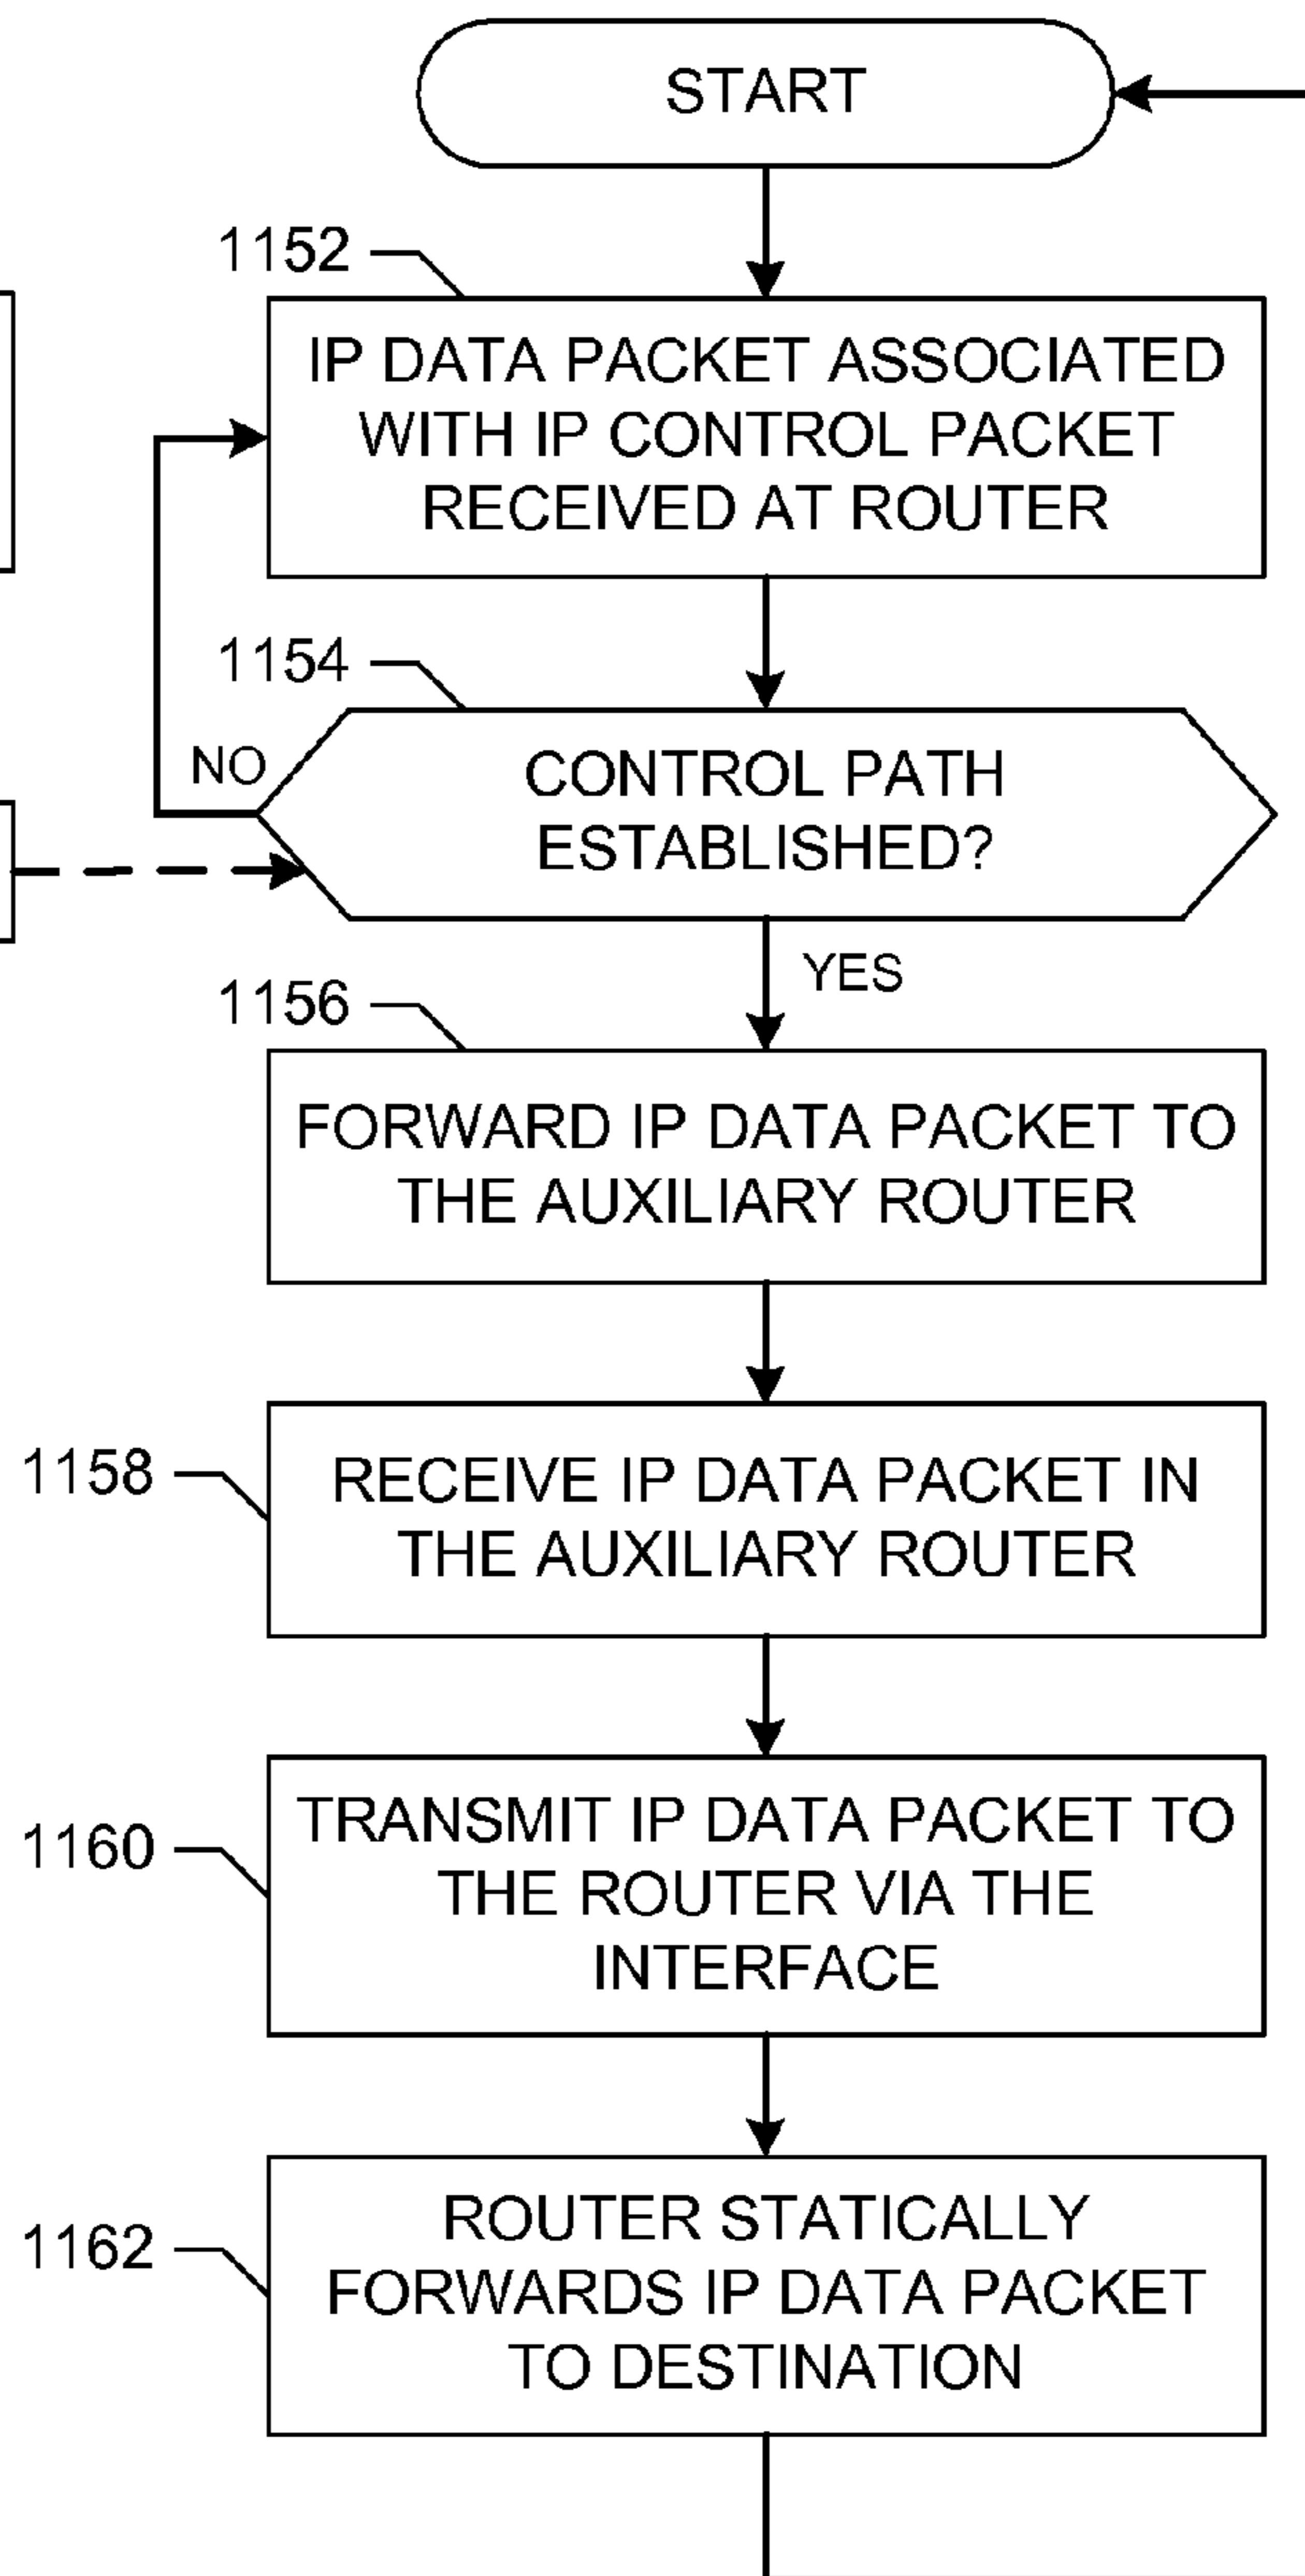 START
1152
IP DATA PACKET ASSOCIATED
WITH IP CONTROL PACKET
RECEIVED AT ROUTER
1154
NO
CONTROL PATH
ESTABLISHED?
YES
1156
FORWARD IP DATA PACKET TO
THE AUXILIARY ROUTER
1158
RECEIVE IP DATA PACKET IN
THE AUXILIARY ROUTER
1160
TRANSMIT IP DATA PACKET TO
THE ROUTER VIA THE
INTERFACE
1162
ROUTER STATICALLY
FORWARDS IP DATA PACKET
TO DESTINATION